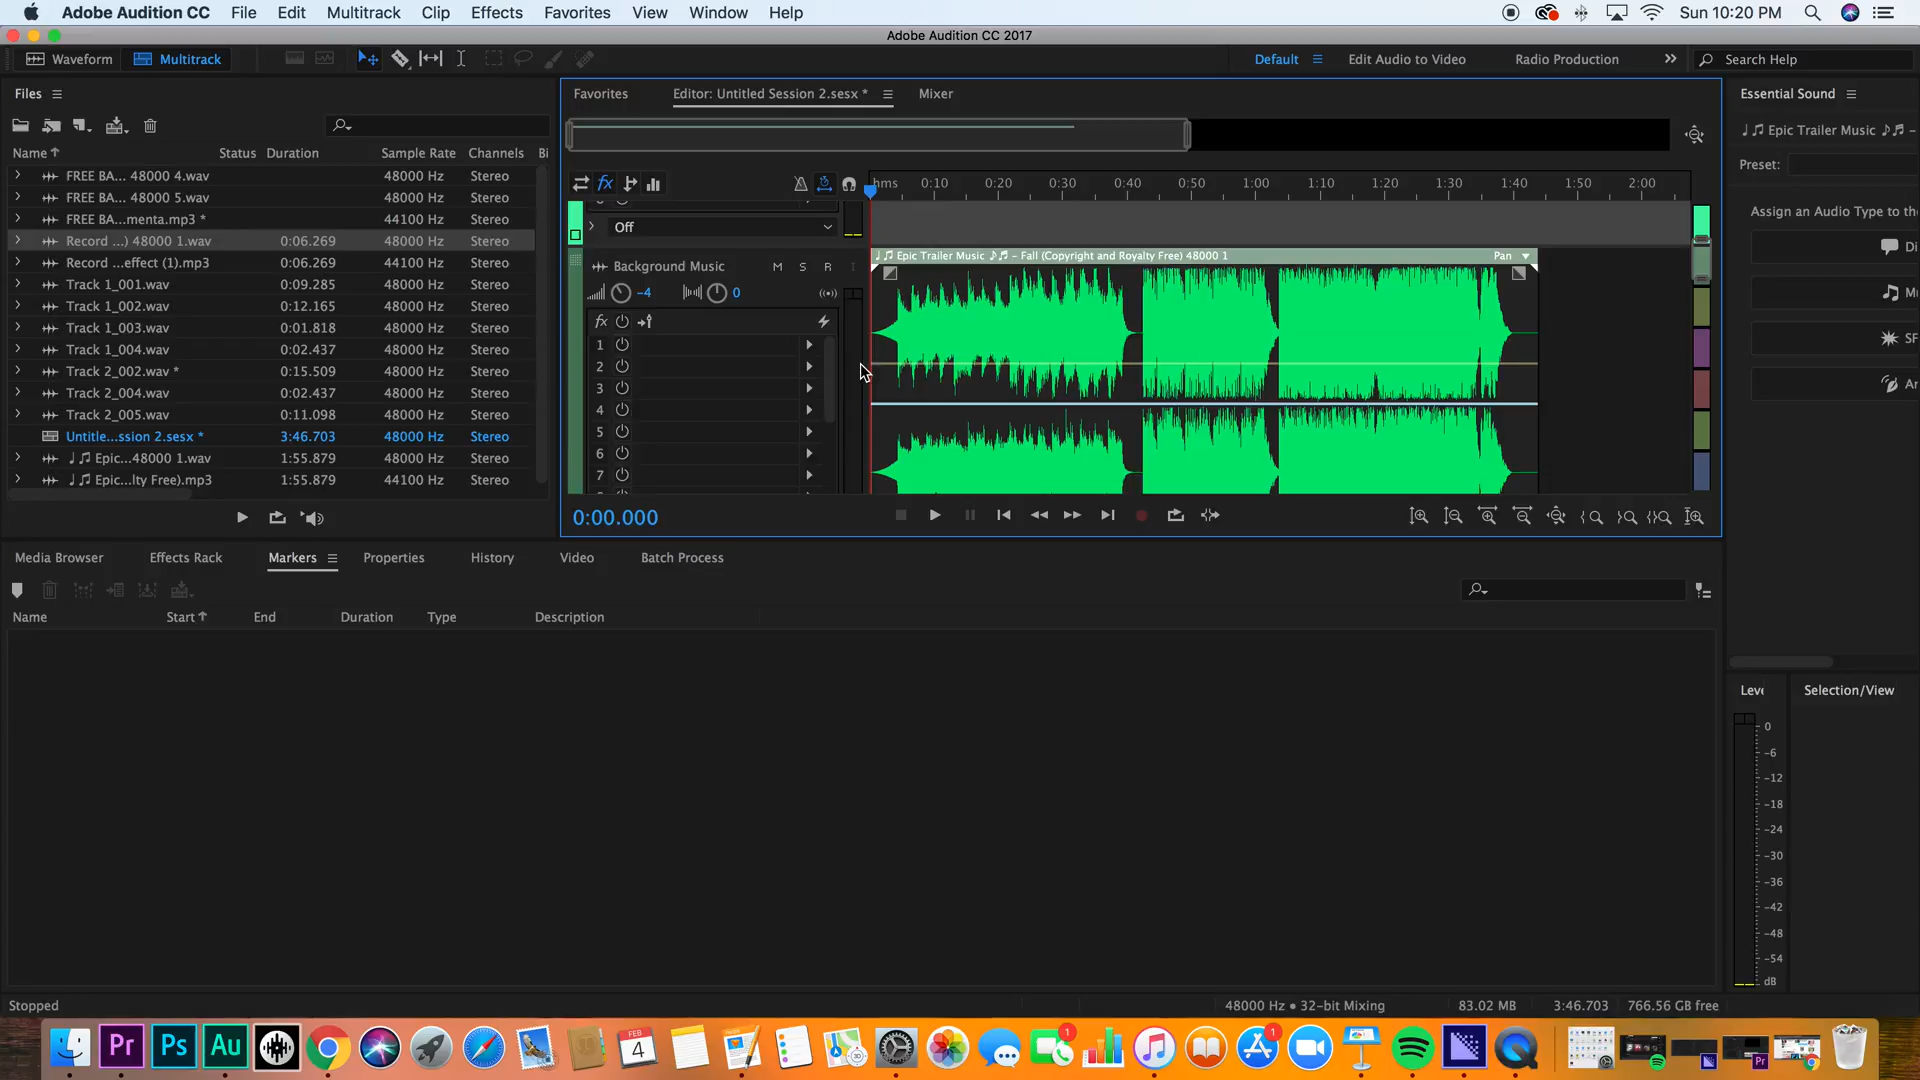 Adobe Audition CC File Edit Multitrack Clip Effects Favorites View Window Help Sun 10:20 PM
Adobe Audition CC 2017
Waveform Multitrack Default Edit Audio to Video Radio Production Search Help
Files
Name Status Duration Sample Rate Channels Bi
FREE BA... 48000 4.wav 48000 Hz Stereo
FREE BA... 48000 5.wav 48000 Hz Stereo
FREE BA...menta.mp3 * 44100 Hz Stereo
Record ...) 48000 1.wav 0:06.269 48000 Hz Stereo
Record ...effect (1).mp3 0:06.269 44100 Hz Stereo
Track 1_001.wav 0:09.285 48000 Hz Stereo
Track 1_002.wav 0:12.165 48000 Hz Stereo
Track 1_003.wav 0:01.818 48000 Hz Stereo
Track 1_004.wav 0:02.437 48000 Hz Stereo
Track 2_002.wav * 0:15.509 48000 Hz Stereo
Track 2_004.wav 0:02.437 48000 Hz Stereo
Track 2_005.wav 0:11.098 48000 Hz Stereo
Untitle...ssion 2.sesx * 3:46.703 48000 Hz Stereo
♩♫ Epic...48000 1.wav 1:55.879 48000 Hz Stereo
♩♫ Epic...lty Free).mp3 1:55.879 44100 Hz Stereo
Favorites Editor: Untitled Session 2.sesx * Mixer
fx hms 0:10 0:20 0:30 0:40 0:50 1:00 1:10 1:20 1:30 1:40 1:50 2:00
Off
♩♫ Epic Trailer Music ♪♬ - Fall (Copyright and Royalty Free) 48000 1 Pan
Background Music M S R I
-4 0
fx
1
2
3
4
5
6
7
0:00.000
Essential Sound
♩♫ Epic Trailer Music ♪♬ -
Preset:
Assign an Audio Type to the
Di
Mu
SF
Ar
Media Browser Effects Rack Markers Properties History Video Batch Process
Name Start End Duration Type Description
Leve Selection/View
0
-6
-12
-18
-24
-30
-36
-42
-48
-54
dB
Stopped 48000 Hz • 32-bit Mixing 83.02 MB 3:46.703 766.56 GB free
Pr Ps Au FEB 4 1 1